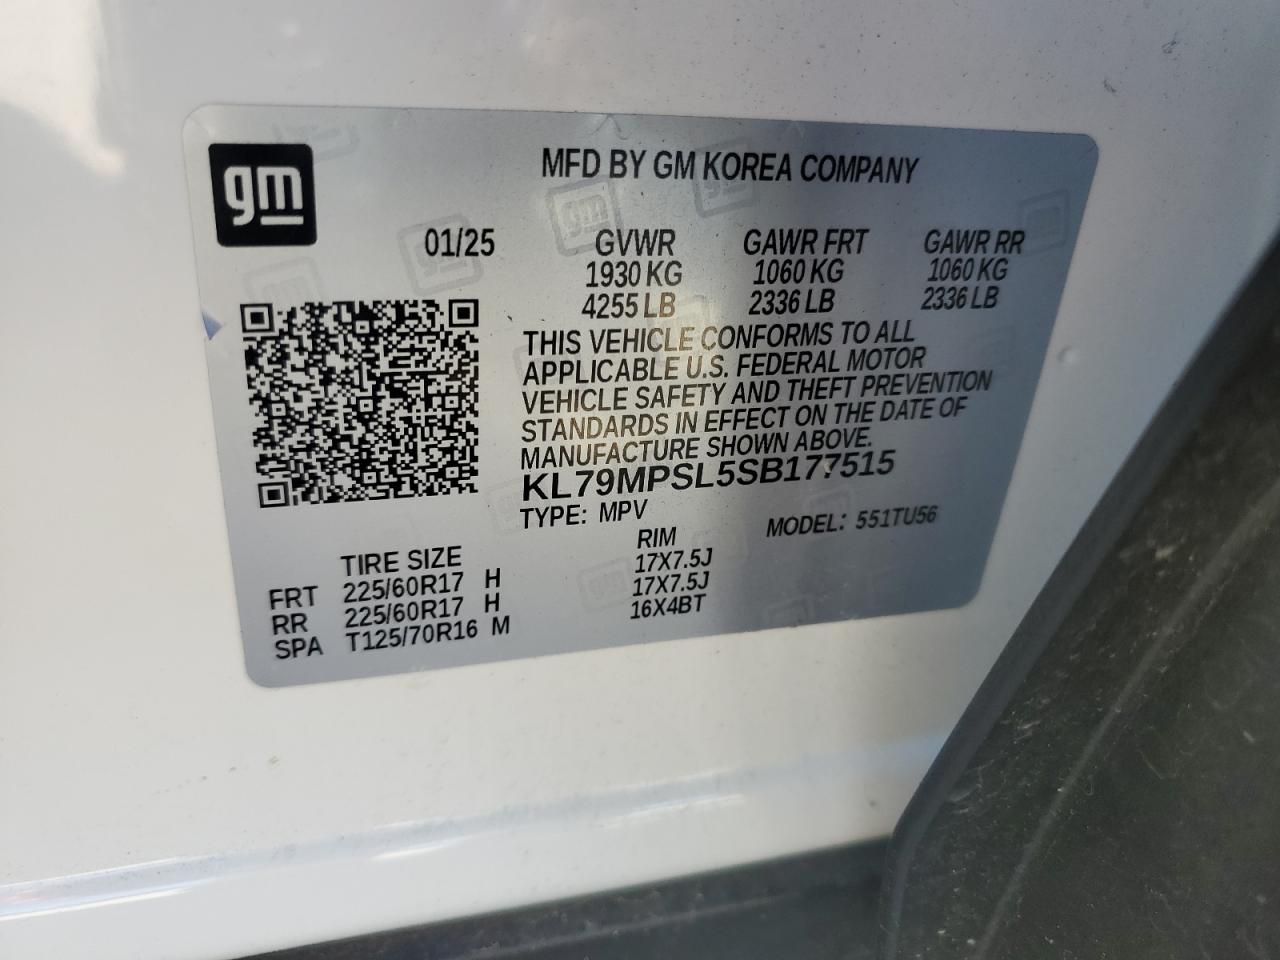 gm
MFD BY GM KOREA COMPANY
01/25 GVWR GAWR FRT GAWR RR
1930 KG 1060 KG 1060 KG
4255 LB 2336 LB 2336 LB
THIS VEHICLE CONFORMS TO ALL
APPLICABLE U.S. FEDERAL MOTOR
VEHICLE SAFETY AND THEFT PREVENTION
STANDARDS IN EFFECT ON THE DATE OF
MANUFACTURE SHOWN ABOVE.
KL79MPSL5SB177515
TYPE: MPV MODEL: 551TU56
TIRE SIZE RIM
FRT 225/60R17 H 17X7.5J
RR 225/60R17 H 17X7.5J
SPA T125/70R16 M 16X4BT